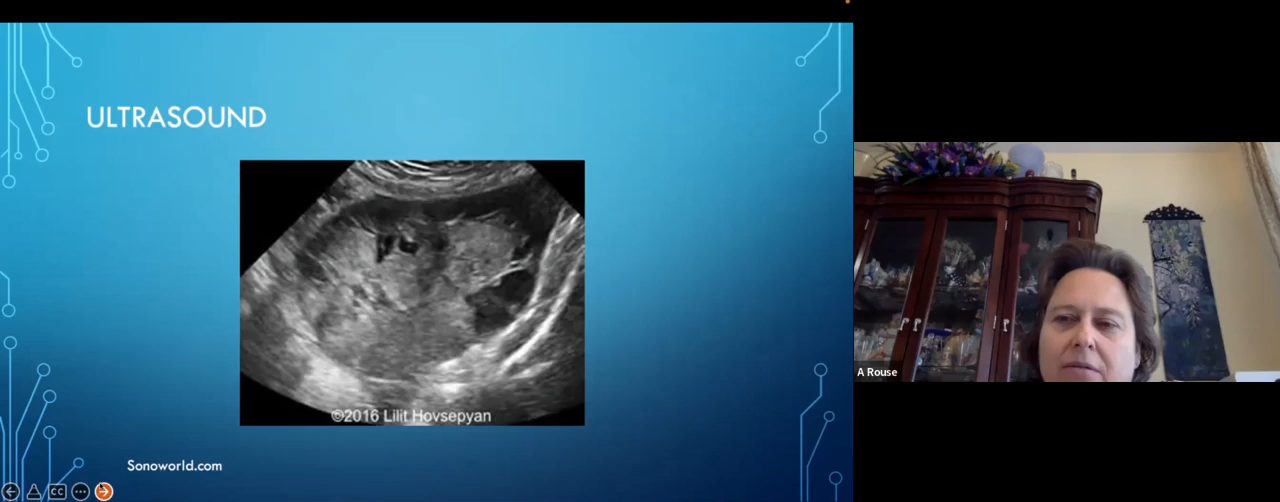 ULTRASOUND
©2016 Lilit Hovsepyan
Sonoworld.com
CC
A Rouse